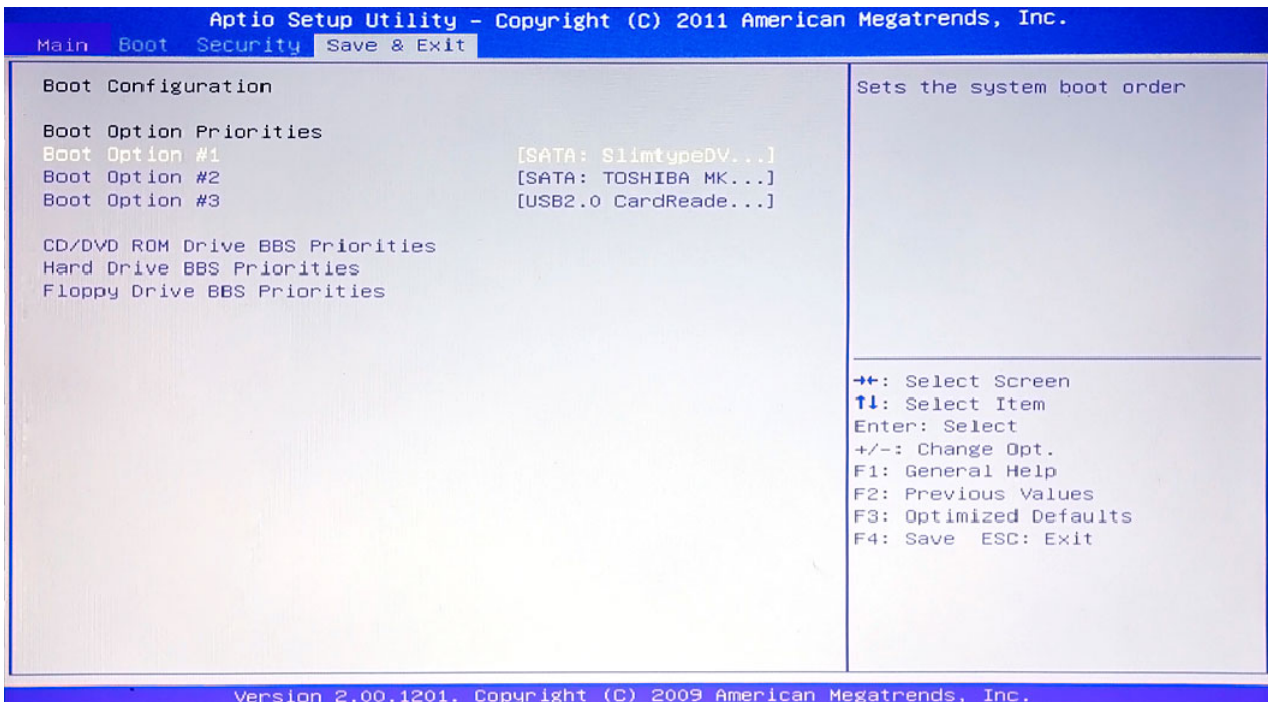 Aptio Setup Utility – Copyright (C) 2011 American Megatrends, Inc.
Main Boot Security Save & Exit
Boot Configuration
Boot Option Priorities
Boot Option #1 [SATA: SlimtypeDV...]
Boot Option #2 [SATA: TOSHIBA MK...]
Boot Option #3 [USB2.0 CardReade...]
CD/DVD ROM Drive BBS Priorities
Hard Drive BBS Priorities
Floppy Drive BBS Priorities
Sets the system boot order
→←: Select Screen
↑↓: Select Item
Enter: Select
+/-: Change Opt.
F1: General Help
F2: Previous Values
F3: Optimized Defaults
F4: Save ESC: Exit
Version 2.00.1201. Copyright (C) 2009 American Megatrends, Inc.